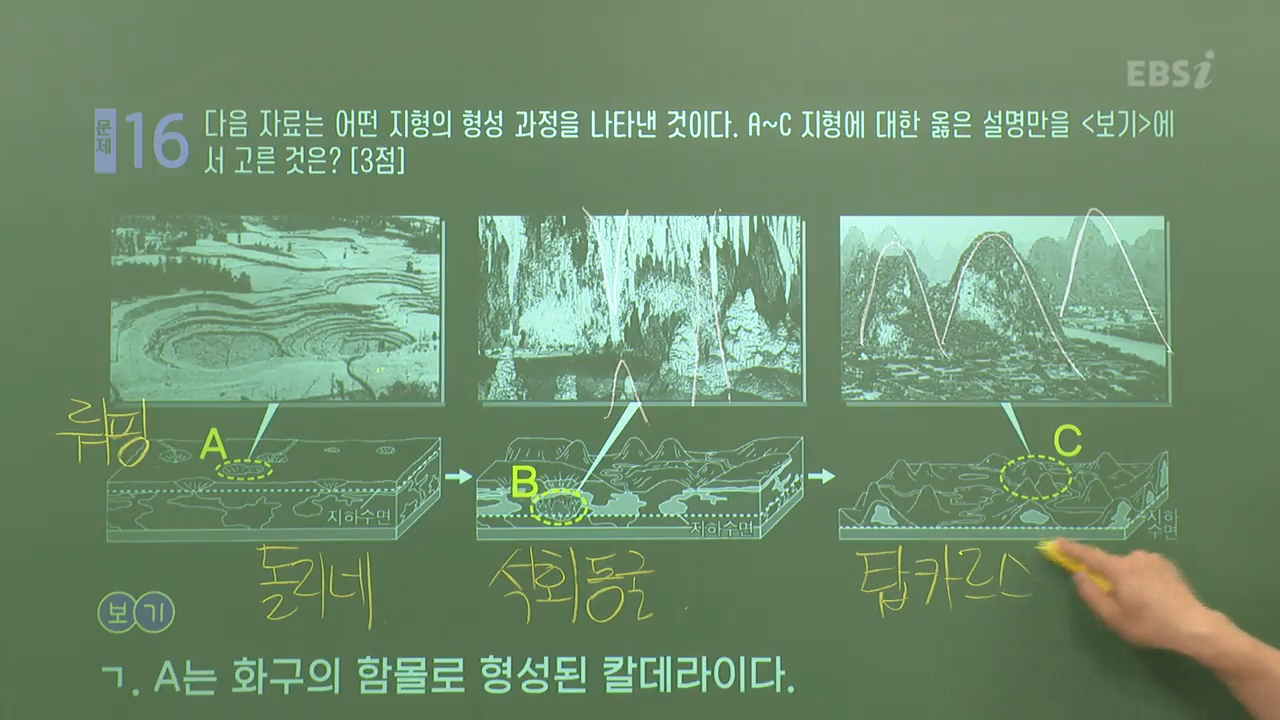 EBSi
문제 16 다음 자료는 어떤 지형의 형성 과정을 나타낸 것이다. A~C 지형에 대한 옳은 설명만을 <보기>에
서 고른 것은? [3점]
A
B
C
지하수면
지하수면
지하
수면
돌리네
석회동굴
탑카르스
보기
ㄱ. A는 화구의 함몰로 형성된 칼데라이다.